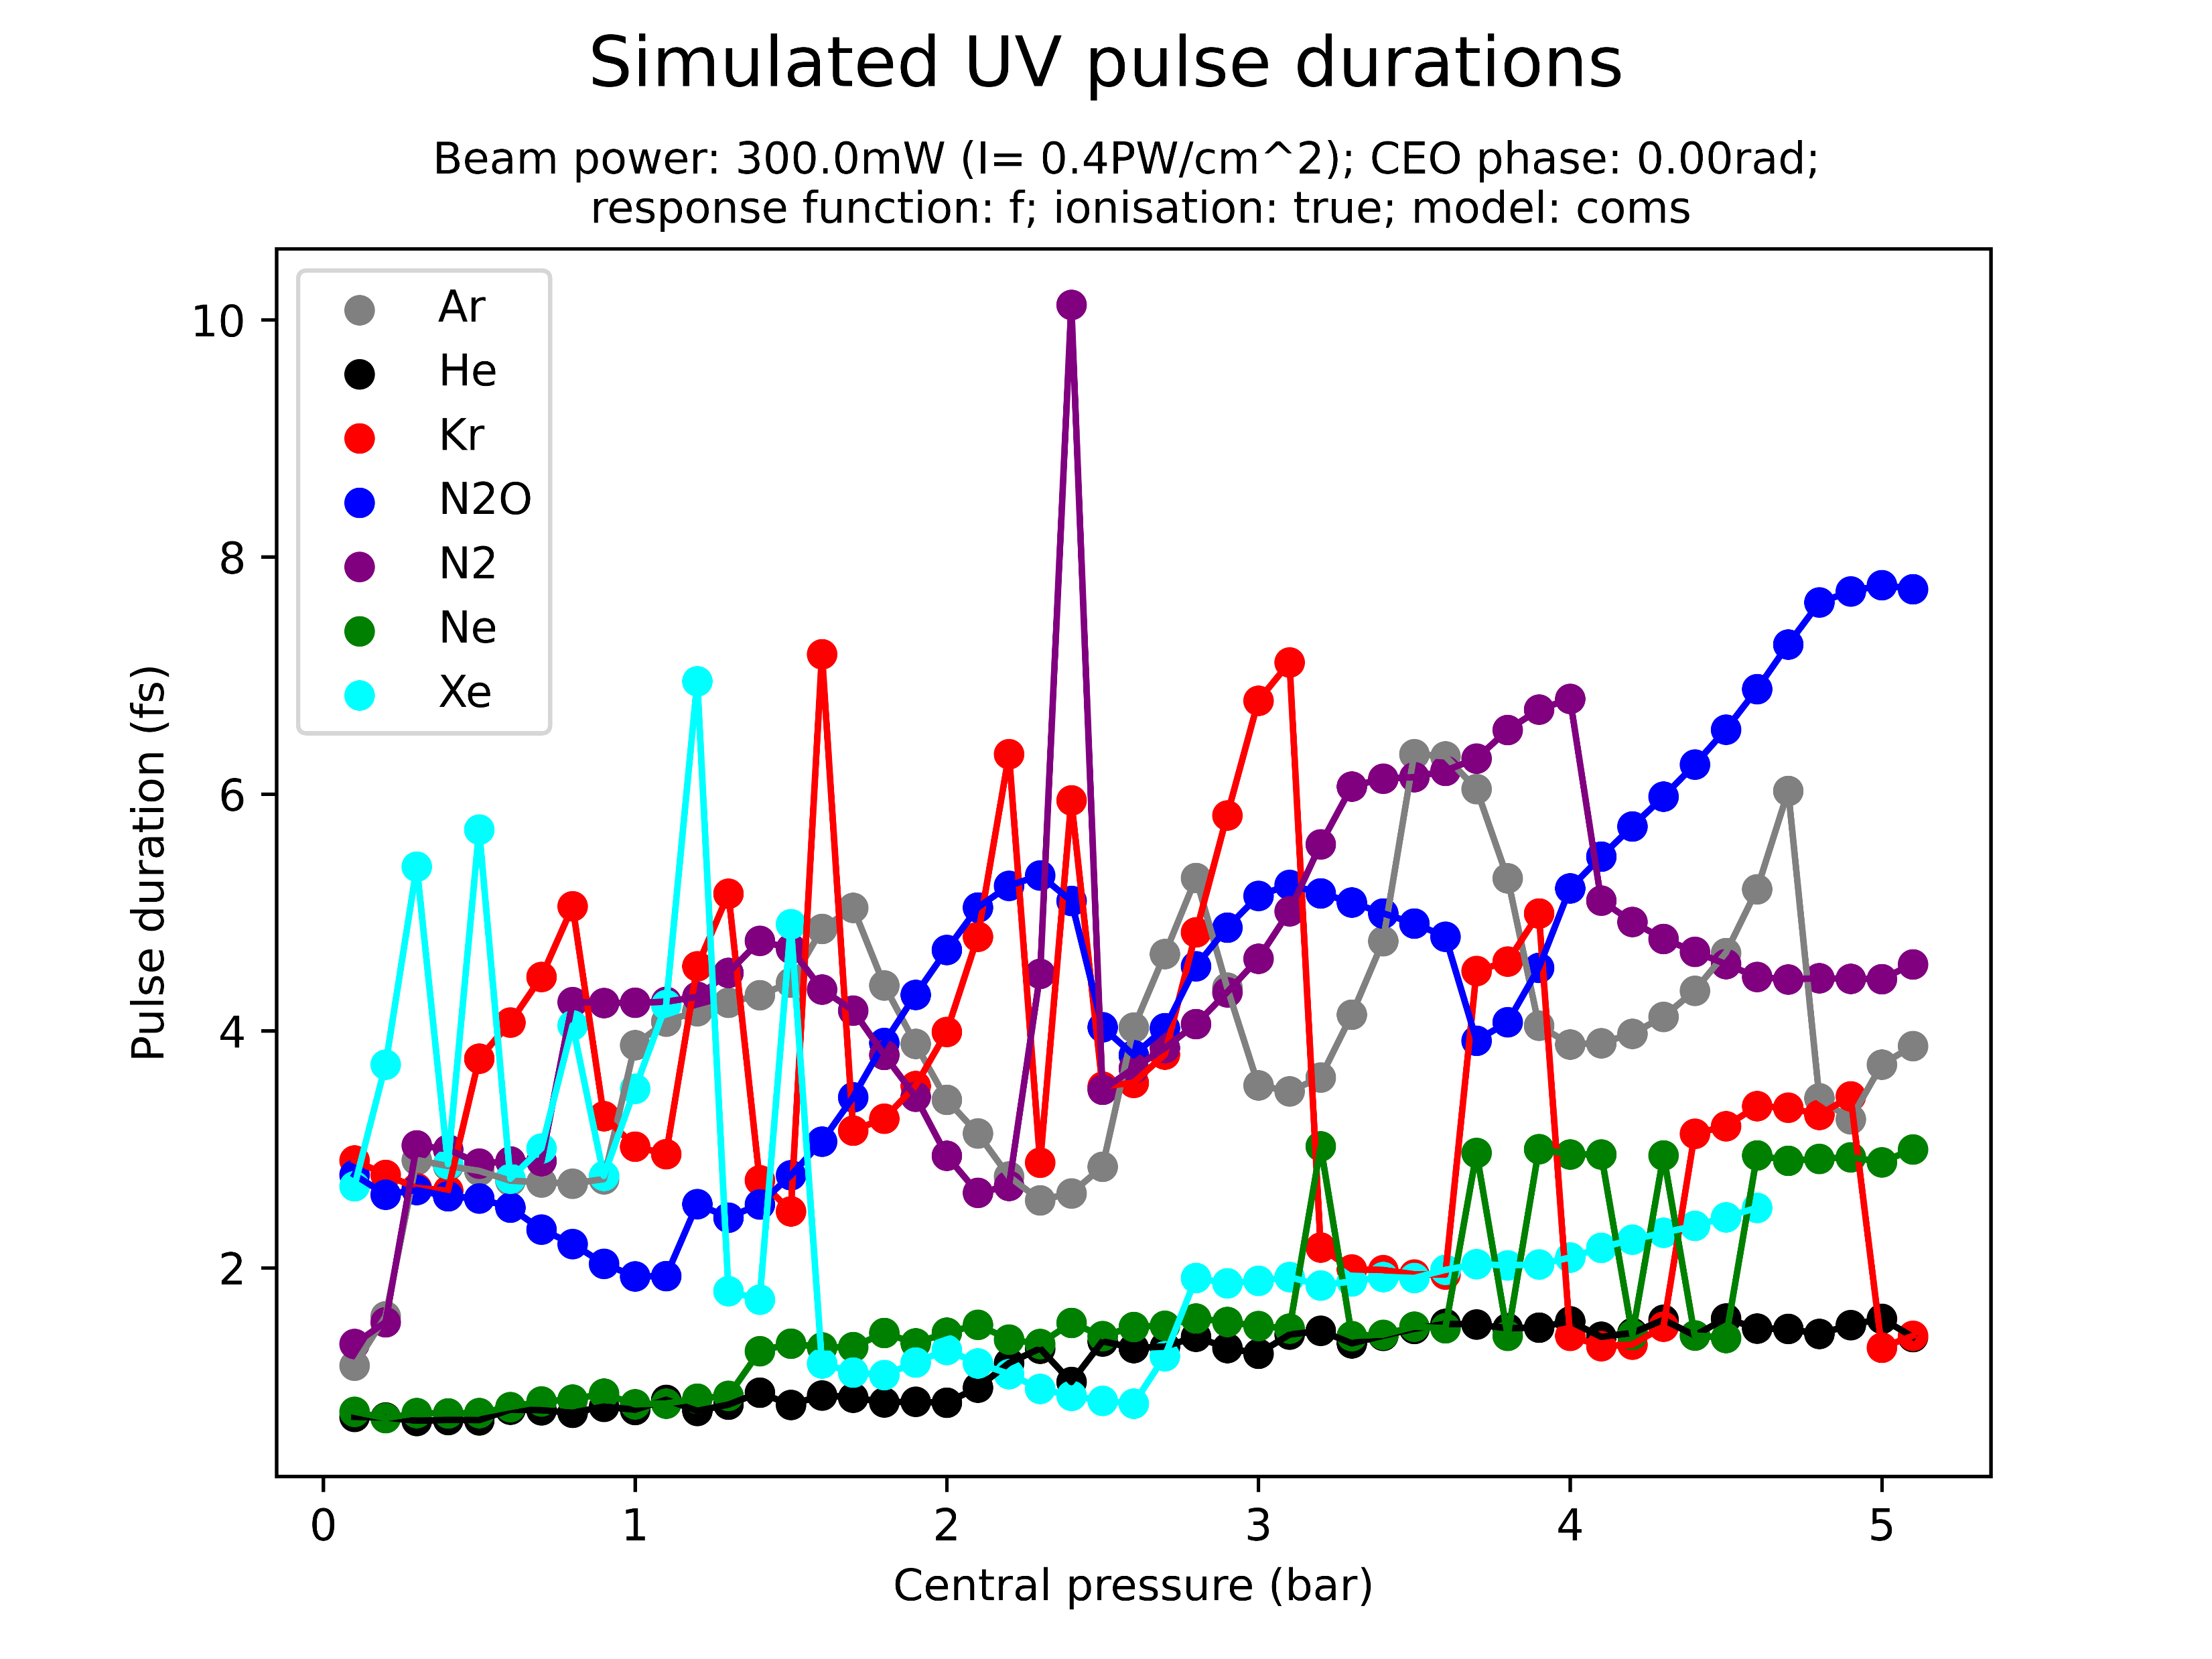 Simulated UV pulse durations
Beam power: 300.0mW (I= 0.4PW/cm^2); CEO phase: 0.00rad;
response function: f; ionisation: true; model: coms
Ar
He
Kr
N2O
N2
Ne
Xe
Pulse duration (fs)
10
8
6
4
2
0 1 2 3 4 5
Central pressure (bar)